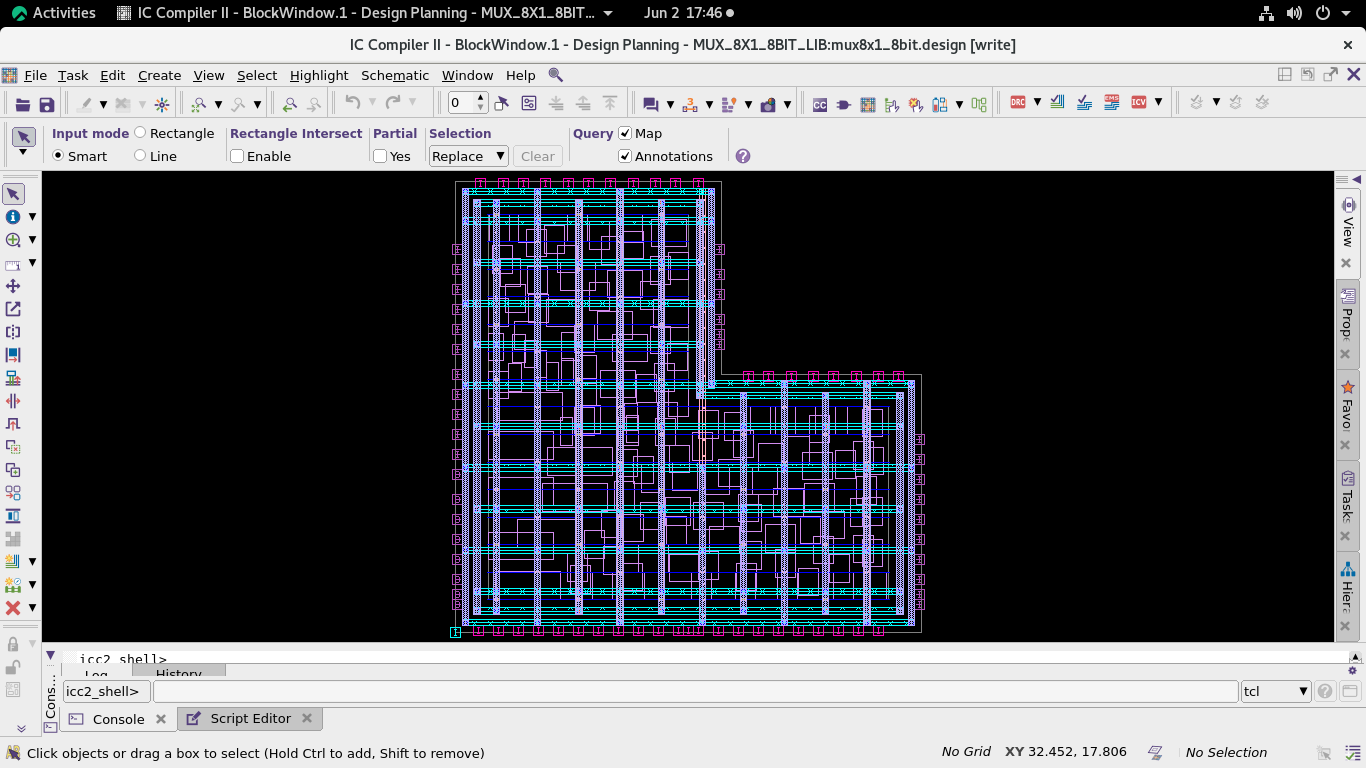 Activities
IC Compiler II - BlockWindow.1 - Design Planning - MUX_8X1_8BIT...
Jun 2 17:46
IC Compiler II - BlockWindow.1 - Design Planning - MUX_8X1_8BIT_LIB:mux8x1_8bit.design [write]
File Task Edit Create View Select Highlight Schematic Window Help
0
DRC
ICV
Input mode Rectangle Rectangle Intersect Partial Selection Query Map
Smart Line Enable Yes Replace Clear Annotations
View
Prope
Favo
Tasks
Hier
icc2_shell>
Log History
Cons...
icc2_shell> tcl
Console Script Editor
Click objects or drag a box to select (Hold Ctrl to add, Shift to remove) No Grid XY 32.452, 17.806 No Selection